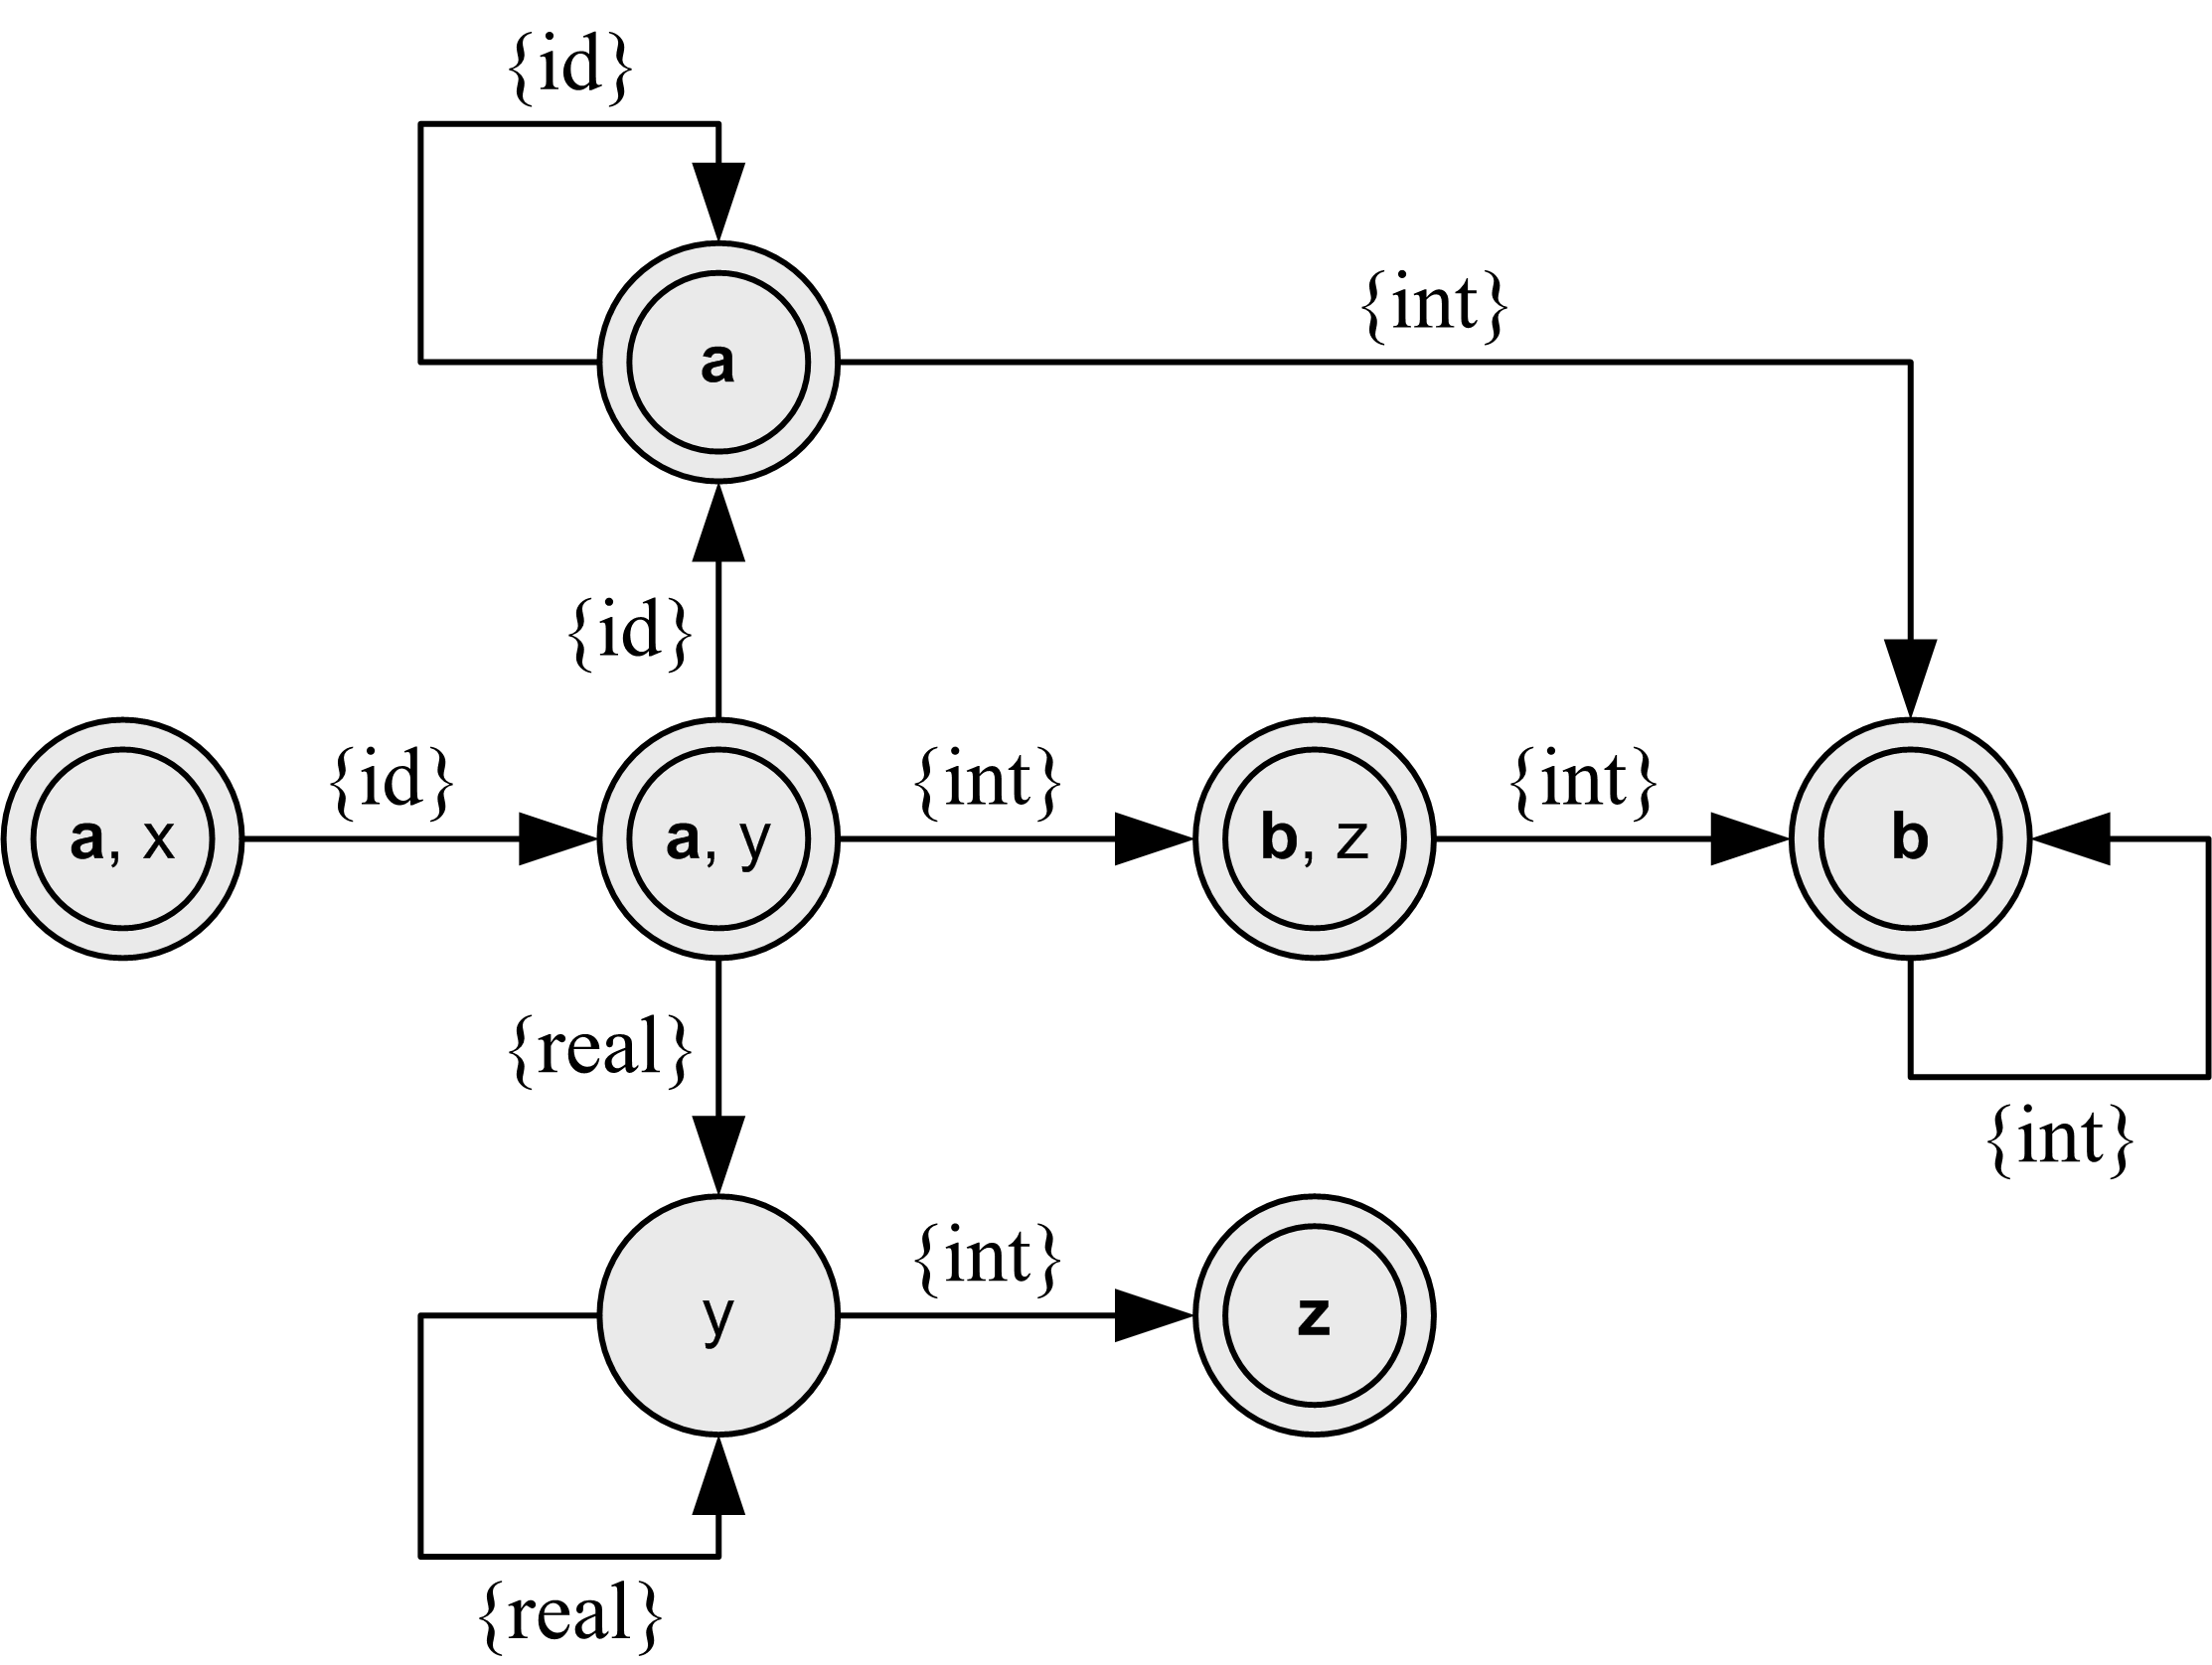 {id}
a
{int}
{id}
a, x
{id}
a, y
{int}
b, z
{int}
b
{real}
{int}
y
{int}
z
{real}